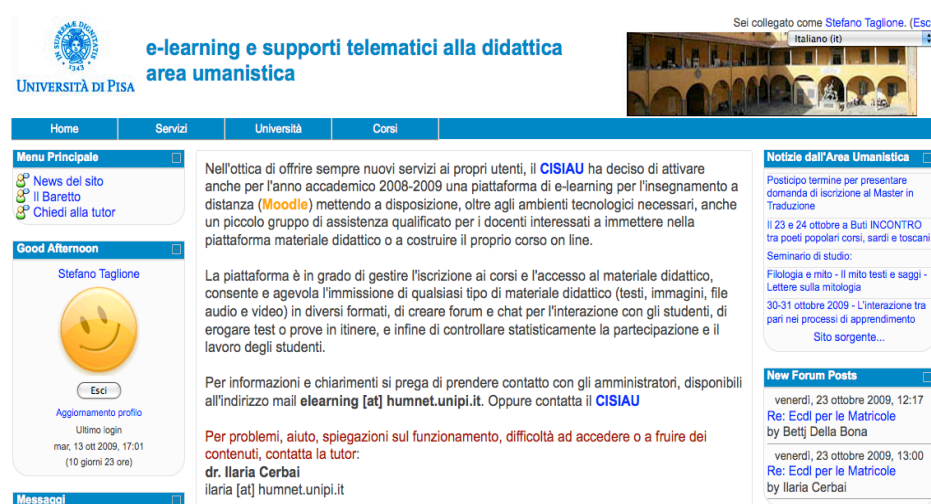 Sei collegato come Stefano Taglione. (Esc
Italiano (it)
IN SUPREMÆ DIGNITATIS
1343
UNIVERSITÀ DI PISA
e-learning e supporti telematici alla didattica
area umanistica
Home Servizi Università Corsi
Menu Principale
News del sito
Il Baretto
Chiedi alla tutor
Good Afternoon
Stefano Taglione
Esci
Aggiornamento profilo
Ultimo login
mar, 13 ott 2009, 17:01
(10 giorni 23 ore)
Messaggi
Nell'ottica di offrire sempre nuovi servizi ai propri utenti, il CISIAU ha deciso di attivare
anche per l'anno accademico 2008-2009 una piattaforma di e-learning per l'insegnamento a
distanza (Moodle) mettendo a disposizione, oltre agli ambienti tecnologici necessari, anche
un piccolo gruppo di assistenza qualificato per i docenti interessati a immettere nella
piattaforma materiale didattico o a costruire il proprio corso on line.
La piattaforma è in grado di gestire l'iscrizione ai corsi e l'accesso al materiale didattico,
consente e agevola l'immissione di qualsiasi tipo di materiale didattico (testi, immagini, file
audio e video) in diversi formati, di creare forum e chat per l'interazione con gli studenti, di
erogare test o prove in itinere, e infine di controllare statisticamente la partecipazione e il
lavoro degli studenti.
Per informazioni e chiarimenti si prega di prendere contatto con gli amministratori, disponibili
all'indirizzo mail elearning [at] humnet.unipi.it. Oppure contatta il CISIAU
Per problemi, aiuto, spiegazioni sul funzionamento, difficoltà ad accedere o a fruire dei
contenuti, contatta la tutor:
dr. Ilaria Cerbai
ilaria [at] humnet.unipi.it
Notizie dall'Area Umanistica
Posticipo termine per presentare
domanda di iscrizione al Master in
Traduzione
Il 23 e 24 ottobre a Buti INCONTRO
tra poeti popolari corsi, sardi e toscani
Seminario di studio:
Filologia e mito - Il mito testi e saggi -
Lettere sulla mitologia
30-31 ottobre 2009 - L'interazione tra
pari nei processi di apprendimento
Sito sorgente...
New Forum Posts
venerdì, 23 ottobre 2009, 12:17
Re: Ecdl per le Matricole
by Bettj Della Bona
venerdì, 23 ottobre 2009, 13:00
Re: Ecdl per le Matricole
by Ilaria Cerbai